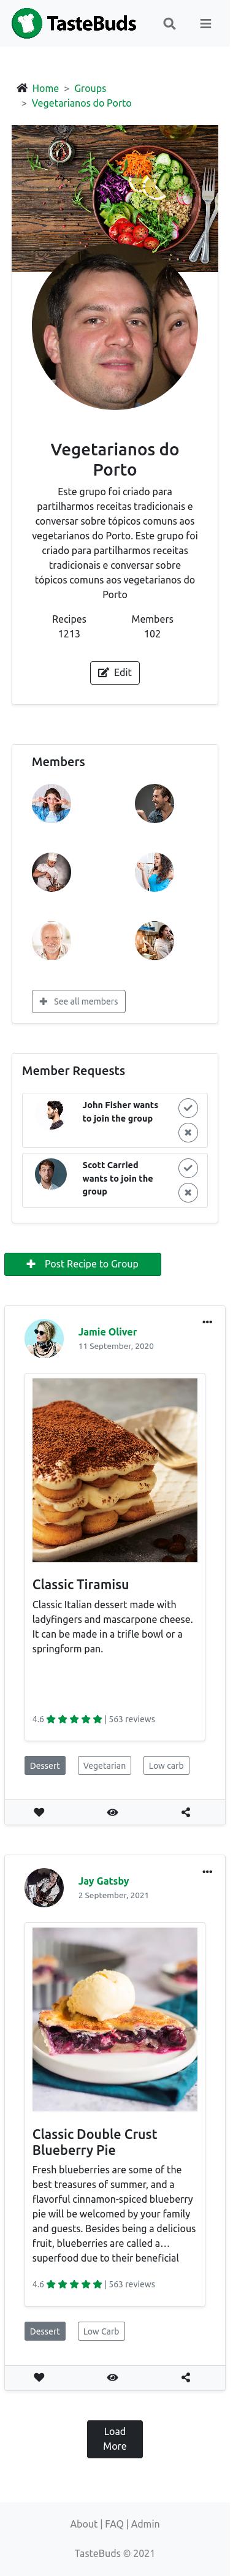 TasteBuds
Home > Groups
> Vegetarianos do Porto
Vegetarianos do
Porto
Este grupo foi criado para
partilharmos receitas tradicionais e
conversar sobre tópicos comuns aos
vegetarianos do Porto. Este grupo foi
criado para partilharmos receitas
tradicionais e conversar sobre
tópicos comuns aos vegetarianos do
Porto
Recipes Members
1213 102
Edit
Members
See all members
Member Requests
John Fisher wants
to join the group
Scott Carried
wants to join the
group
Post Recipe to Group
Jamie Oliver
11 September, 2020
Classic Tiramisu
Classic Italian dessert made with
ladyfingers and mascarpone cheese.
It can be made in a trifle bowl or a
springform pan.
4.6 ★★★★★ | 563 reviews
Dessert Vegetarian Low carb
Jay Gatsby
2 September, 2021
Classic Double Crust
Blueberry Pie
Fresh blueberries are some of the
best treasures of summer, and a
flavorful cinnamon-spiced blueberry
pie will be welcomed by your family
and guests. Besides being a delicious
fruit, blueberries are called a…
superfood due to their beneficial
4.6 ★★★★★ | 563 reviews
Dessert Low Carb
Load
More
About | FAQ | Admin
TasteBuds © 2021